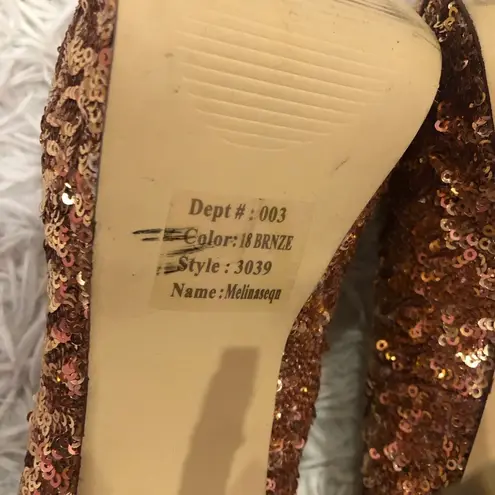 Dept # : 003
Color: 18 BRNZE
Style : 3039
Name : Melinaseqn